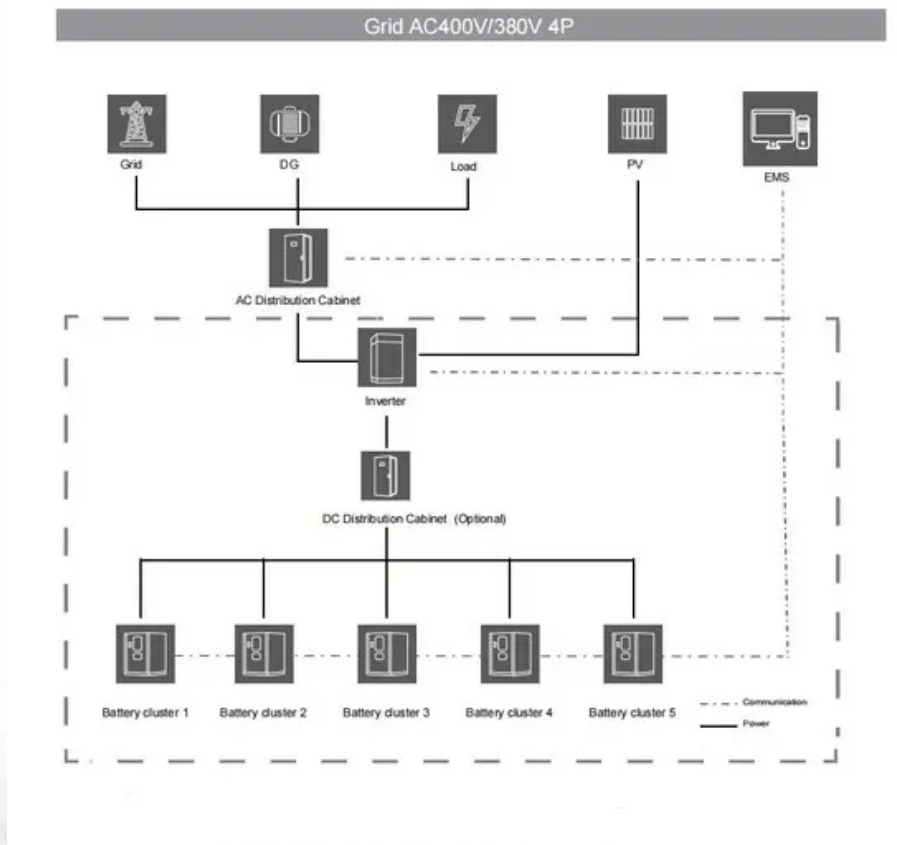 Grid AC400V/380V 4P
Grid
DG
Load
PV
EMS
AC Distribution Cabinet
Inverter
DC Distribution Cabinet (Optional)
Battery cluster 1
Battery cluster 2
Battery cluster 3
Battery cluster 4
Battery cluster 5
Communication
Power